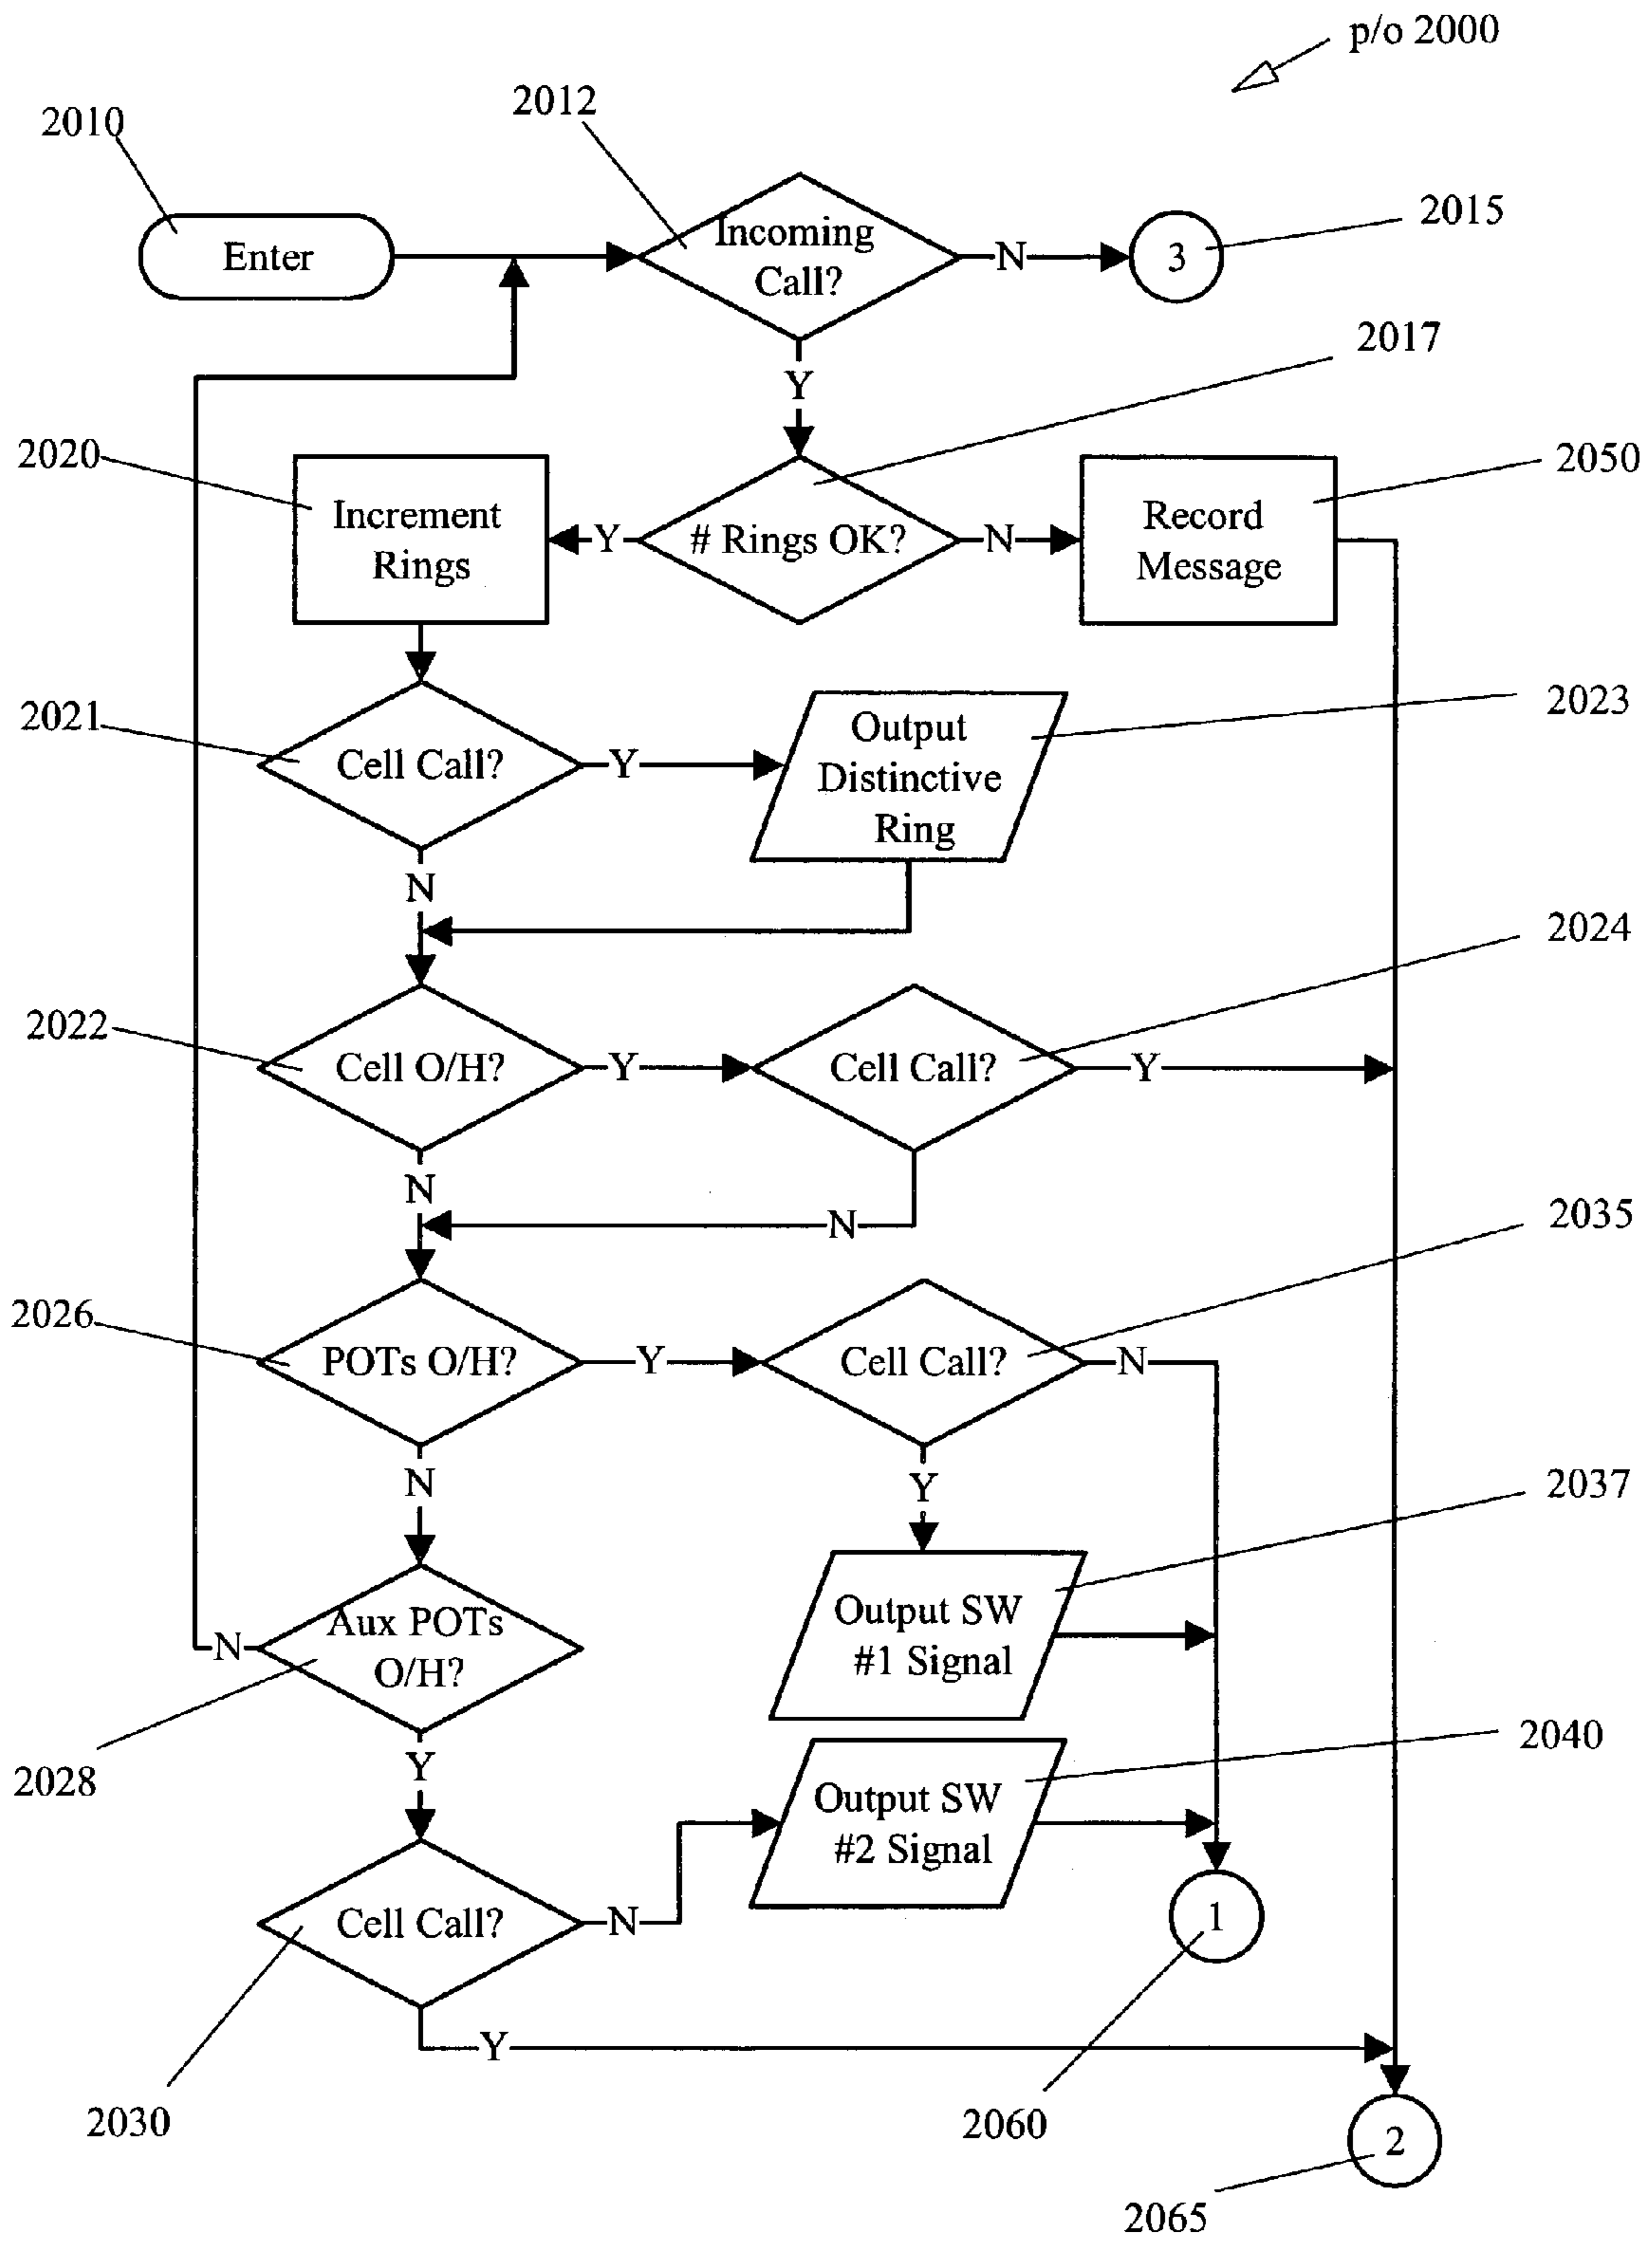 p/o 2000
2012
2010
2015
Incoming
Call?
Enter
N
3
2017
Y
2020
2050
Increment
Rings
Y
# Rings OK?
N
Record
Message
2021
2023
Cell Call?
Y
Output
Distinctive
Ring
N
2024
2022
Cell O/H?
Y
Cell Call?
Y
N
N
2035
2026
POTs O/H?
Y
Cell Call?
N
N
Y
2037
Aux POTs
O/H?
N
Output SW
#1 Signal
2028
Y
2040
Output SW
#2 Signal
Cell Call?
N
1
Y
2030
2060
2
2065